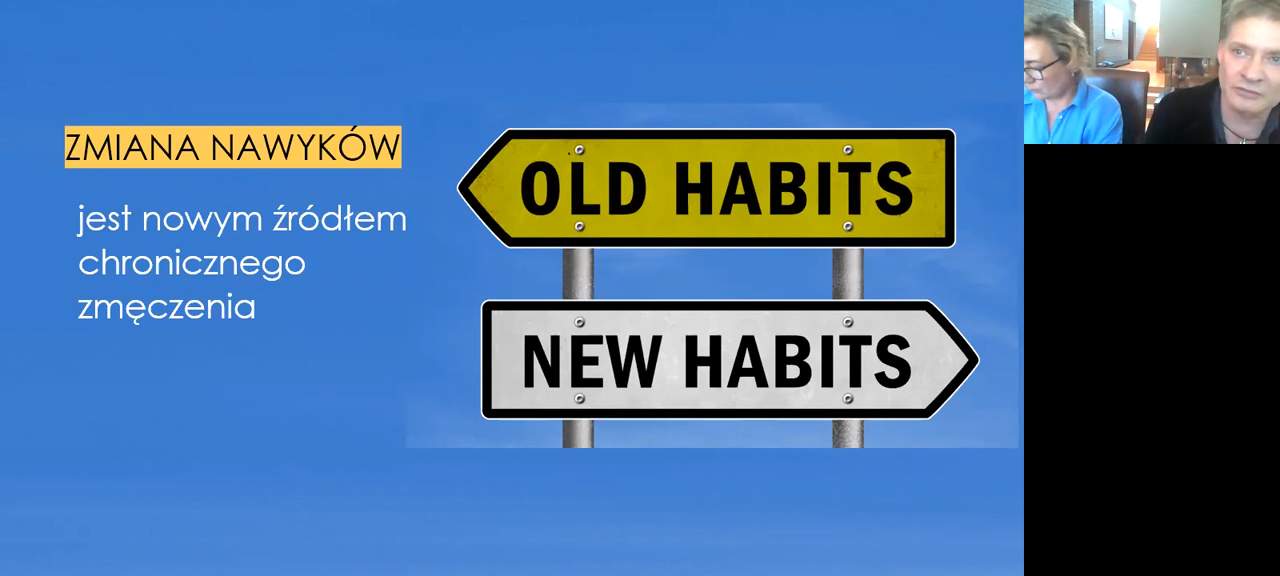 ZMIANA NAWYKÓW
jest nowym źródłem
chronicznego
zmęczenia
OLD HABITS
NEW HABITS